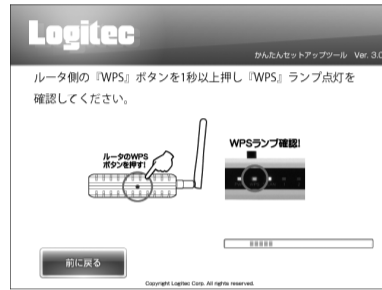 Logitec
かんたんセットアップツール Ver. 3.0
ルータ側の『WPS』ボタンを1秒以上押し『WPS』ランプ点灯を
確認してください。
ルータのWPS
ボタンを押す!
WPSランプ確認!
前に戻る
Copyright Logitec Corp. All rights reserved.